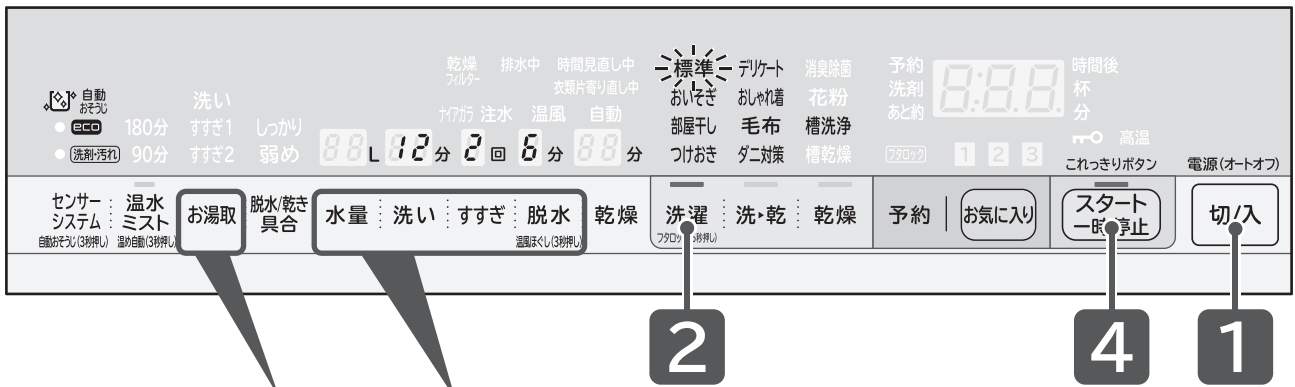 乾燥フィルター 排水中 時間見直し中
衣類片寄り直し中
ナイアガラ 注水 温風 自動
自動おそうじ
eco 180分
洗剤・汚れ 90分
洗い
すすぎ1 しっかり
すすぎ2 弱め
88 L 12分 2回 6分 88分
標準 デリケート 消臭除菌
おいそぎ おしゃれ着 花粉
部屋干し 毛布 槽洗浄
つけおき ダニ対策 槽乾燥
予約 8:88 時間後
洗剤 杯
あと約 分
高温
フタロック 1 2 3
これっきりボタン 電源(オートオフ)
センサーシステム 温水ミスト お湯取 脱水/乾き具合 水量 洗い すすぎ 脱水 乾燥 洗濯 洗▸乾 乾燥 予約 お気に入り スタート一時停止 切/入
自動おそうじ(3秒押し) 温め自動(3秒押し) 温風ほぐし(3秒押し)
2 4 1